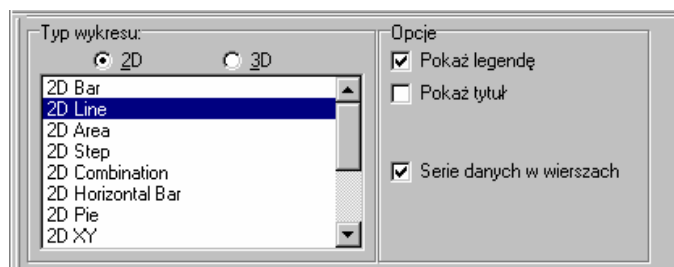 Typ wykresu:
2D
3D
2D Bar
2D Line
2D Area
2D Step
2D Combination
2D Horizontal Bar
2D Pie
2D XY
Opcje
Pokaż legendę
Pokaż tytuł
Serie danych w wierszach